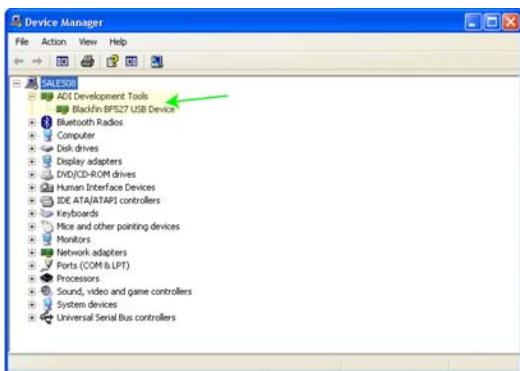 Device Manager
File Action View Help
SALES08
ADI Development Tools
Blackfin BF527 USB Device
Bluetooth Radios
Computer
Disk drives
Display adapters
DVD/CD-ROM drives
Human Interface Devices
IDE ATA/ATAPI controllers
Keyboards
Mice and other pointing devices
Monitors
Network adapters
Ports (COM & LPT)
Processors
Sound, video and game controllers
System devices
Universal Serial Bus controllers